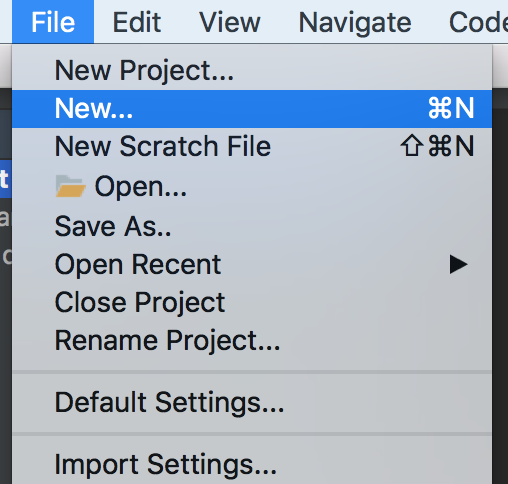 File Edit View Navigate Code
New Project...
New... ⌘N
New Scratch File ⇧⌘N
Open...
Save As..
Open Recent ▶
Close Project
Rename Project...
Default Settings...
Import Settings...